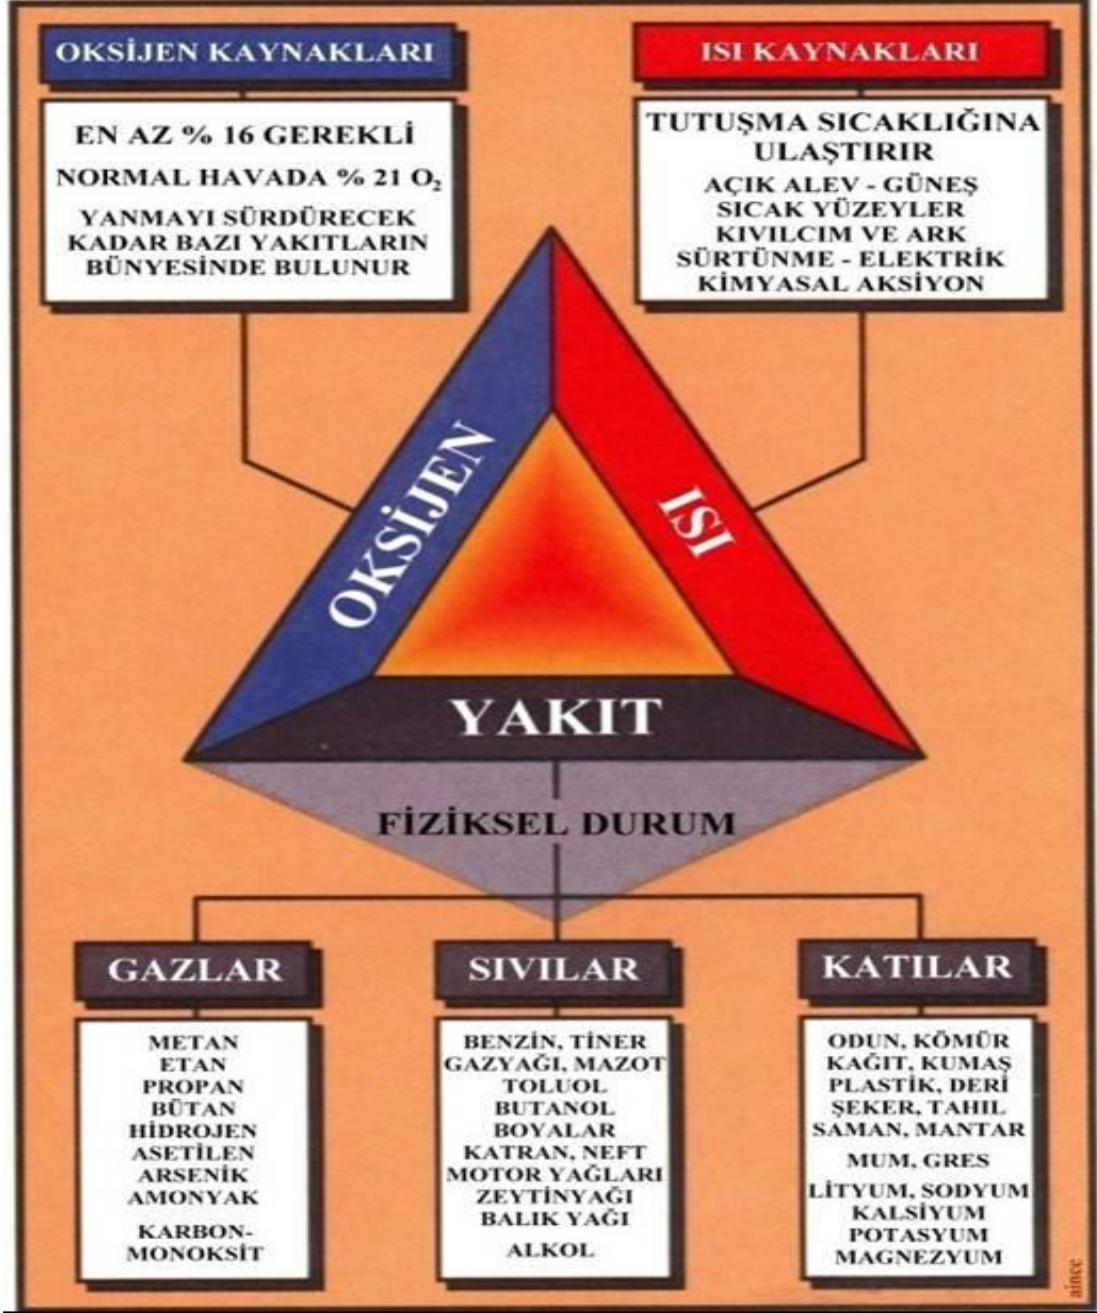 OKSİJEN KAYNAKLARI
EN AZ % 16 GEREKLİ
NORMAL HAVADA % 21 O₂
YANMAYI SÜRDÜRECEK
KADAR BAZI YAKITLARIN
BÜNYESİNDE BULUNUR
ISI KAYNAKLARI
TUTUŞMA SICAKLIĞINA
ULAŞTIRIR
AÇIK ALEV - GÜNEŞ
SICAK YÜZEYLER
KIVILCIM VE ARK
SÜRTÜNME - ELEKTRİK
KİMYASAL AKSİYON
OKSİJEN
ISI
YAKIT
FİZİKSEL DURUM
GAZLAR
METAN
ETAN
PROPAN
BÜTAN
HİDROJEN
ASETİLEN
ARSENİK
AMONYAK
KARBON-
MONOKSİT
SIVILAR
BENZİN, TİNER
GAZYAĞI, MAZOT
TOLUOL
BUTANOL
BOYALAR
KATRAN, NEFT
MOTOR YAĞLARI
ZEYTİNYAĞI
BALIK YAĞI
ALKOL
KATILAR
ODUN, KÖMÜR
KAĞIT, KUMAŞ
PLASTİK, DERİ
ŞEKER, TAHIL
SAMAN, MANTAR
MUM, GRES
LİTYUM, SODYUM
KALSİYUM
POTASYUM
MAGNEZYUM
aince